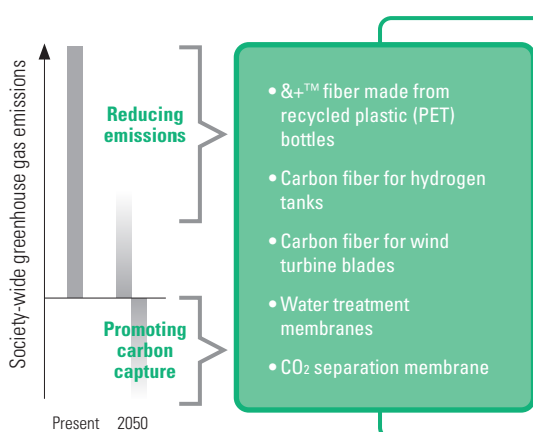 Society-wide greenhouse gas emissions
Reducing
emissions
Promoting
carbon
capture
Present 2050
• &+™ fiber made from
recycled plastic (PET)
bottles
• Carbon fiber for hydrogen
tanks
• Carbon fiber for wind
turbine blades
• Water treatment
membranes
• CO₂ separation membrane